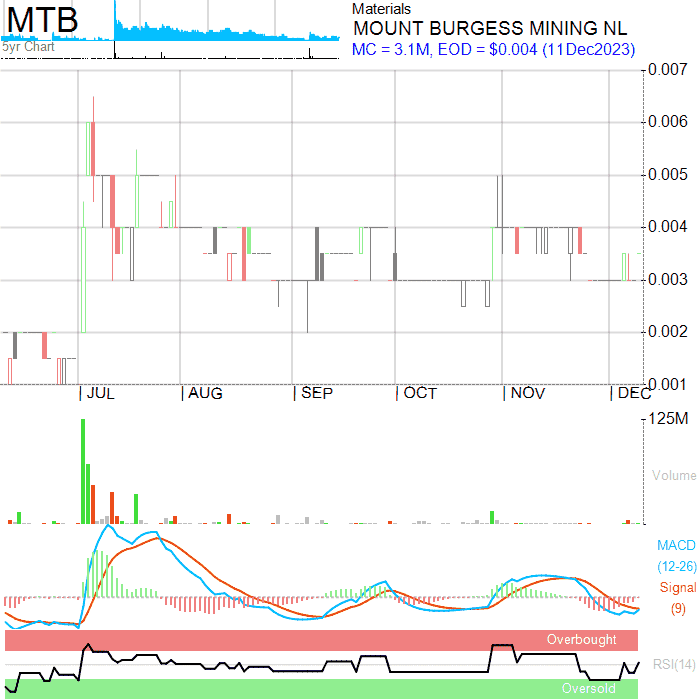 MTB
5yr Chart
Materials
MOUNT BURGESS MINING NL
MC = 3.1M, EOD = $0.004 (11Dec2023)
0.007
0.006
0.005
0.004
0.003
0.002
0.001
JUL AUG SEP OCT NOV DEC
125M
Volume
MACD
(12-26)
Signal
(9)
Overbought
RSI(14)
Oversold